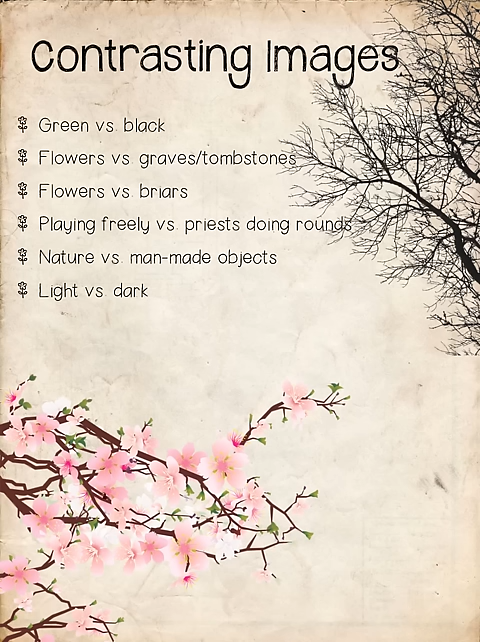 Contrasting Images
Green vs. black
Flowers vs. graves/tombstones
Flowers vs. briars
Playing freely vs. priests doing rounds
Nature vs. man-made objects
Light vs. dark